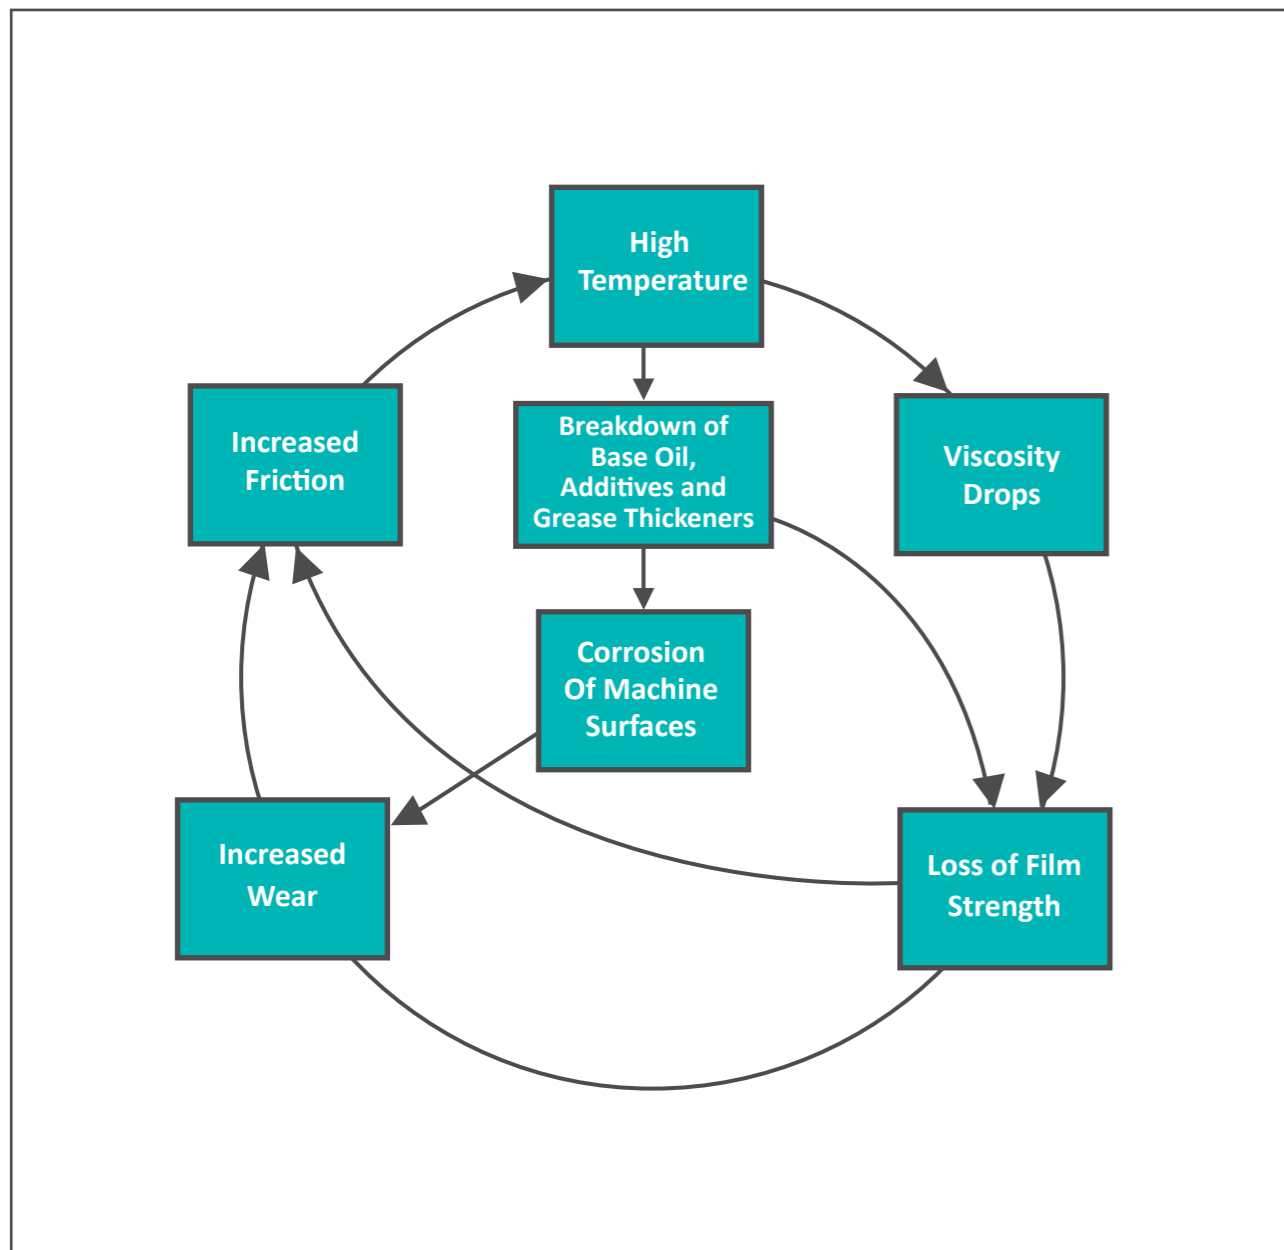 High
Temperature
Increased
Friction
Breakdown of
Base Oil,
Additives and
Grease Thickeners
Viscosity
Drops
Corrosion
Of Machine
Surfaces
Increased
Wear
Loss of Film
Strength